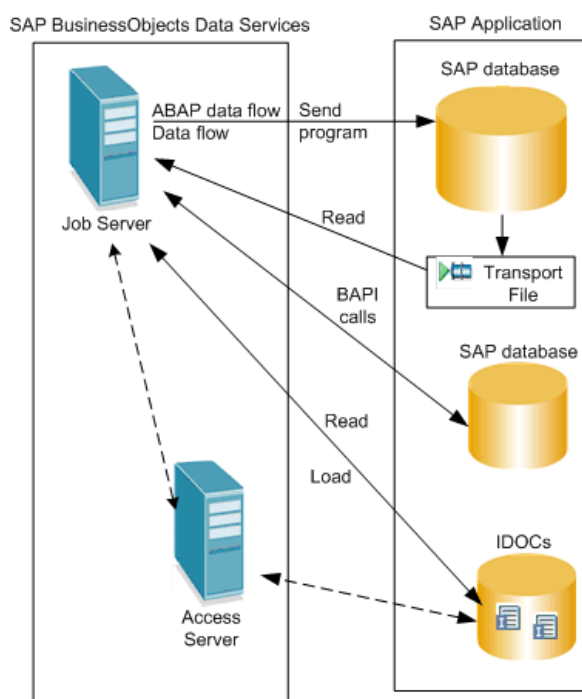 SAP BusinessObjects Data Services
SAP Application
SAP database
ABAP data flow
Send
Data flow
program
Job Server
Read
Transport
File
BAPI
calls
SAP database
Read
Load
IDOCs
Access
Server